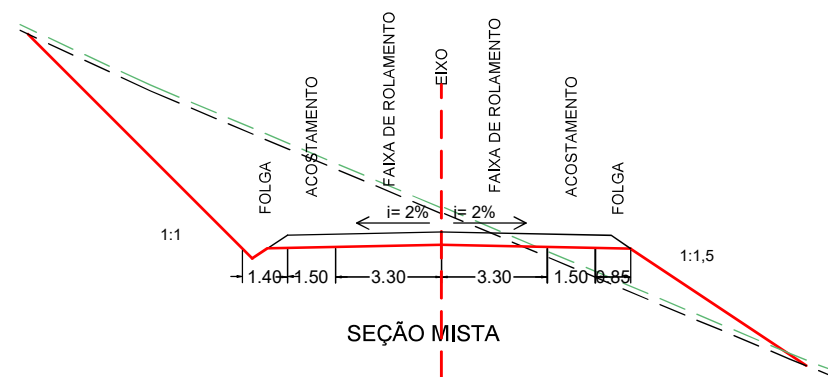 FOLGA
ACOSTAMENTO
FAIXA DE ROLAMENTO
EIXO
FAIXA DE ROLAMENTO
ACOSTAMENTO
FOLGA
i= 2% i= 2%
1:1
1:1,5
1.40 1.50 3.30 3.30 1.50 0.85
SEÇÃO MISTA